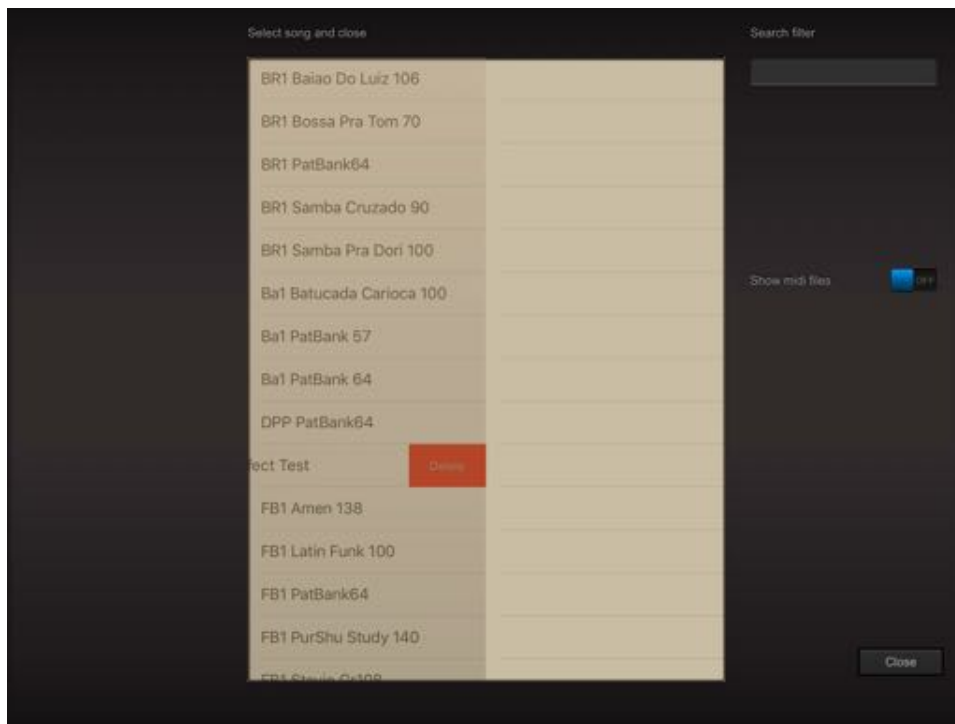 Select song and close
Search filter
BR1 Baiao Do Luiz 106
BR1 Bossa Pra Tom 70
BR1 PatBank64
BR1 Samba Cruzado 90
BR1 Samba Pra Dori 100
Show midi files
OFF
Ba1 Batucada Carioca 100
Ba1 PatBank 57
Ba1 PatBank 64
DPP PatBank64
fect Test
Delete
FB1 Amen 138
FB1 Latin Funk 100
FB1 PatBank64
FB1 PurShu Study 140
Close
FB1 Stevie